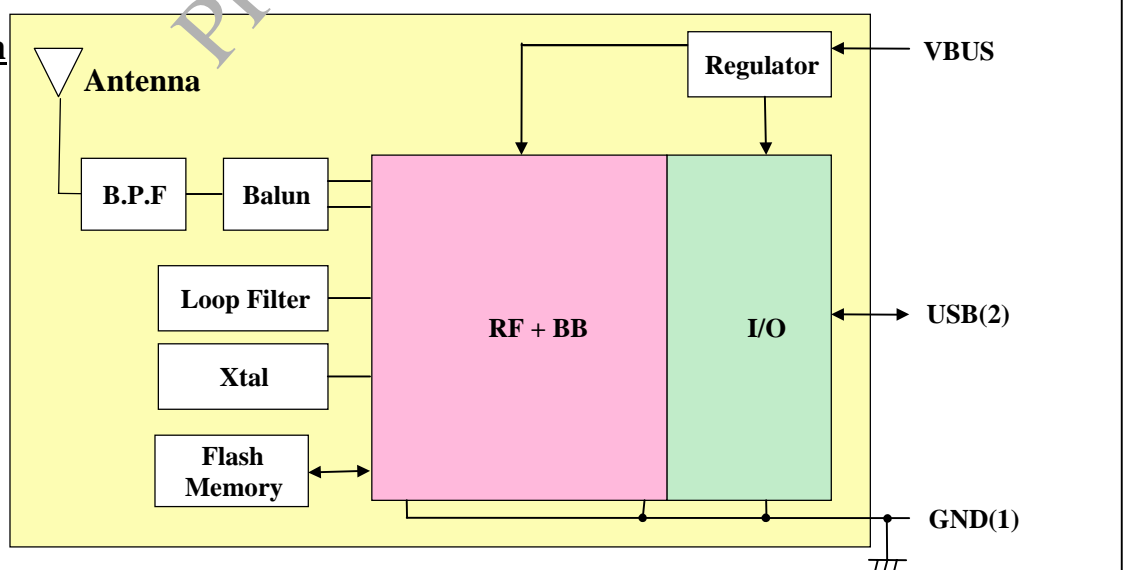 VBUS
Regulator
Antenna
B.P.F
Balun
Loop Filter
RF + BB
I/O
USB(2)
Xtal
Flash
Memory
GND(1)